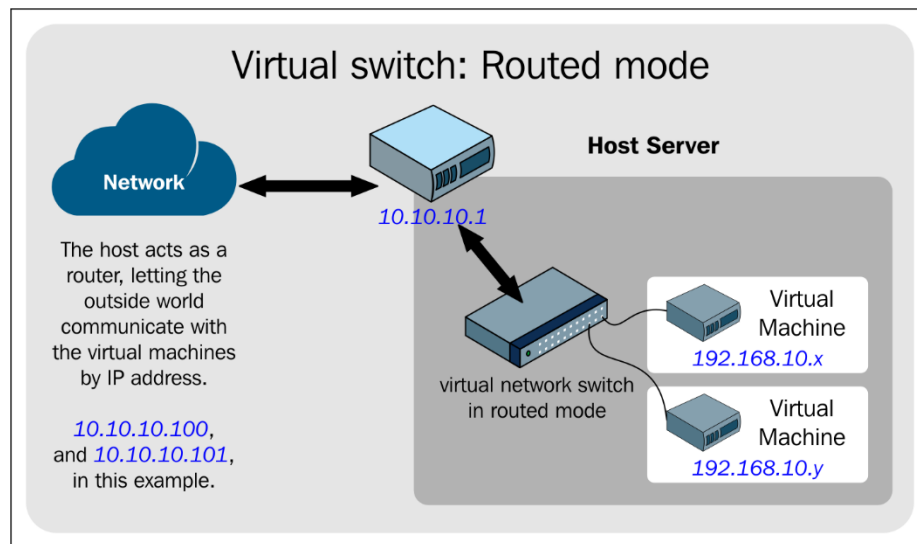 Virtual switch: Routed mode
Host Server
Network
10.10.10.1
The host acts as a
router, letting the
outside world
communicate with
the virtual machines
by IP address.
10.10.10.100,
and 10.10.10.101,
in this example.
virtual network switch
in routed mode
Virtual
Machine
192.168.10.x
Virtual
Machine
192.168.10.y